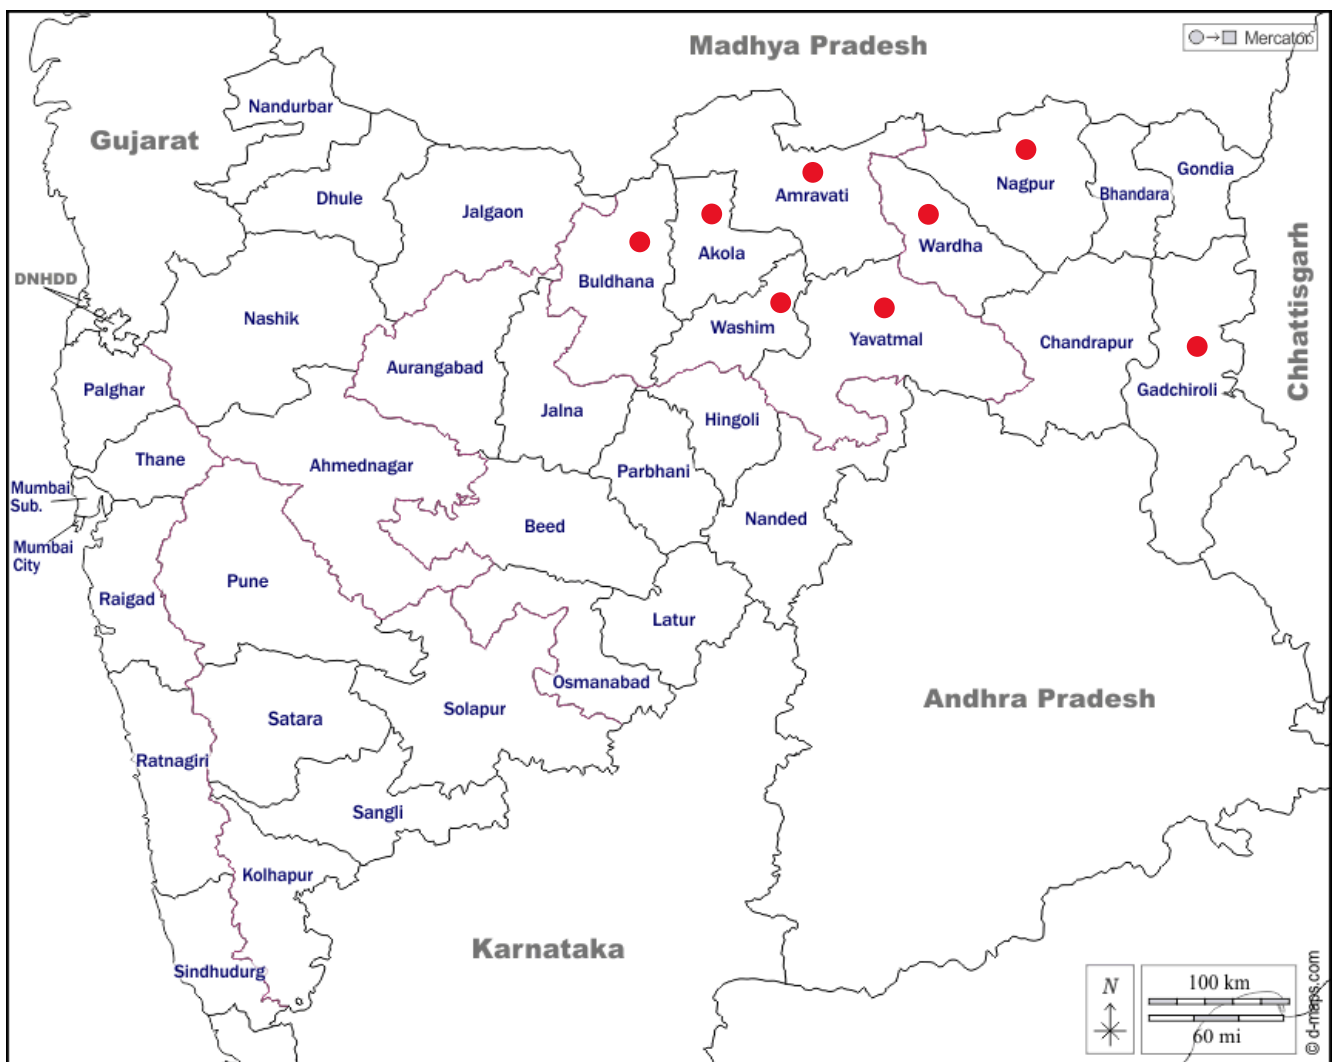 Madhya Pradesh
Mercator
Nandurbar
Gujarat
Gondia
Nagpur
Bhandara
Amravati
Dhule
Jalgaon
Wardha
Akola
DNHDD
Buldhana
Chhattisgarh
Nashik
Washim
Yavatmal
Chandrapur
Aurangabad
Palghar
Gadchiroli
Jalna
Hingoli
Thane
Ahmednagar
Parbhani
Mumbai
Sub.
Beed
Nanded
Mumbai
City
Pune
Raigad
Latur
Osmanabad
Andhra Pradesh
Solapur
Satara
Ratnagiri
Sangli
Kolhapur
Karnataka
Sindhudurg
N
100 km
60 mi
© d-maps.com